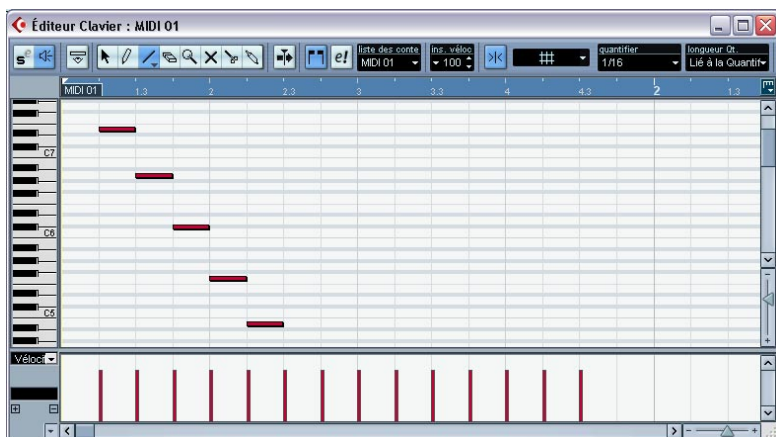 Éditeur Clavier : MIDI 01
liste des conte ins. véloc quantifier longueur Qt.
e! MIDI 01 100 1/16 Lié à la Quantif
MIDI 01 1.3 2 2.3 3 3.3 4 4.3 2 1.3
C7
C6
C5
Véloci